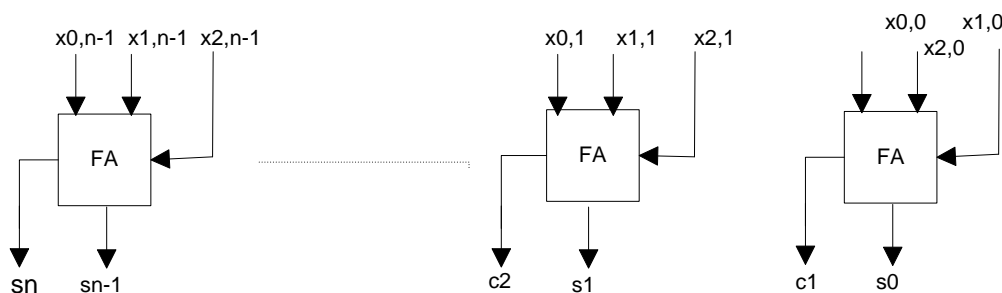 x0,n-1 x1,n-1 x2,n-1 x0,1 x1,1 x2,1 x0,0 x1,0
x2,0
FA FA FA
sn sn-1 c2 s1 c1 s0